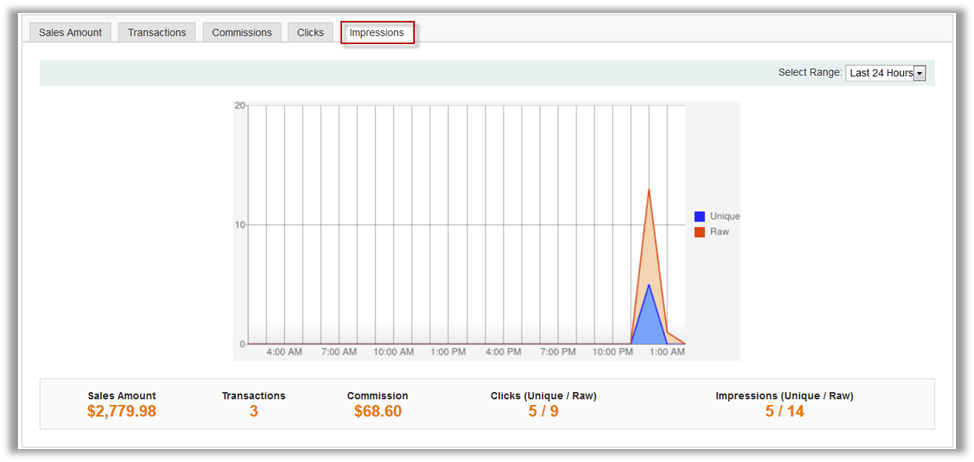 Sales Amount Transactions Commissions Clicks Impressions
Select Range: Last 24 Hours
20
10
0
Unique
Raw
4:00 AM 7:00 AM 10:00 AM 1:00 PM 4:00 PM 7:00 PM 10:00 PM 1:00 AM
Sales Amount Transactions Commission Clicks (Unique / Raw) Impressions (Unique / Raw)
$2,779.98 3 $68.60 5 / 9 5 / 14